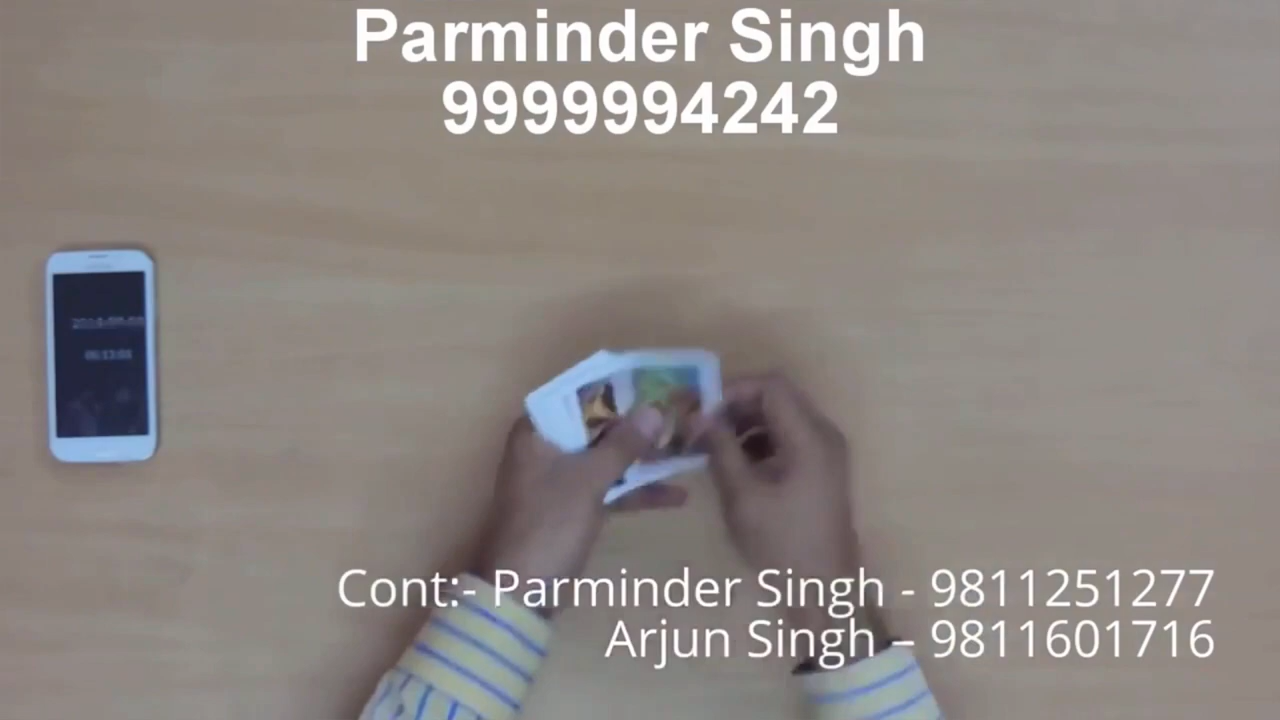 Parminder Singh
9999994242
Cont:- Parminder Singh - 9811251277
Arjun Singh – 9811601716